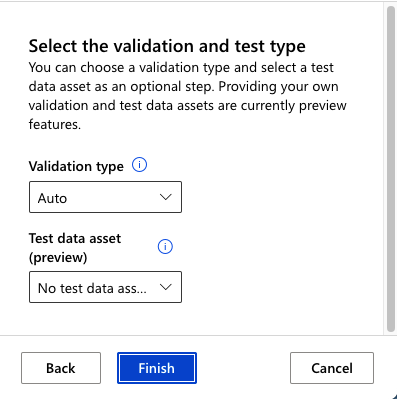 Select the validation and test type
You can choose a validation type and select a test
data asset as an optional step. Providing your own
validation and test data assets are currently preview
features.
Validation type
Auto
Test data asset
(preview)
No test data ass...
Back
Finish
Cancel